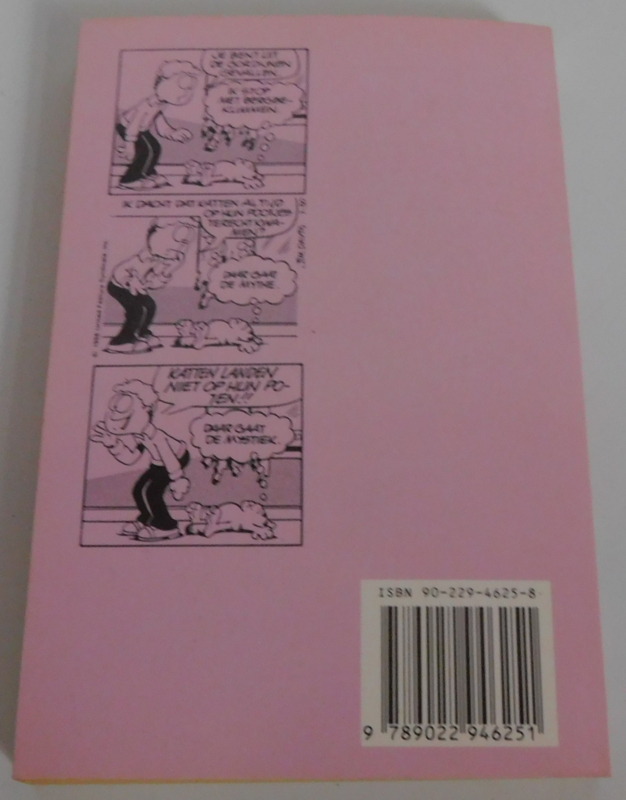 JE BENT UIT
DE GORDIJNEN
GEVALLEN.
IK STOP
MET BERGBE-
KLIMMEN.
IK DACHT DAT KATTEN ALTIJD
OP HUN POOTJES
TERECHTKWA-
MEN?
DAAR GAAT
DE MYTHE.
KATTEN LANDEN
NIET OP HUN PO-
TEN!!
DAAR GAAT
DE MYSTIEK.
ISBN 90-229-4625-8
9 789022 946251